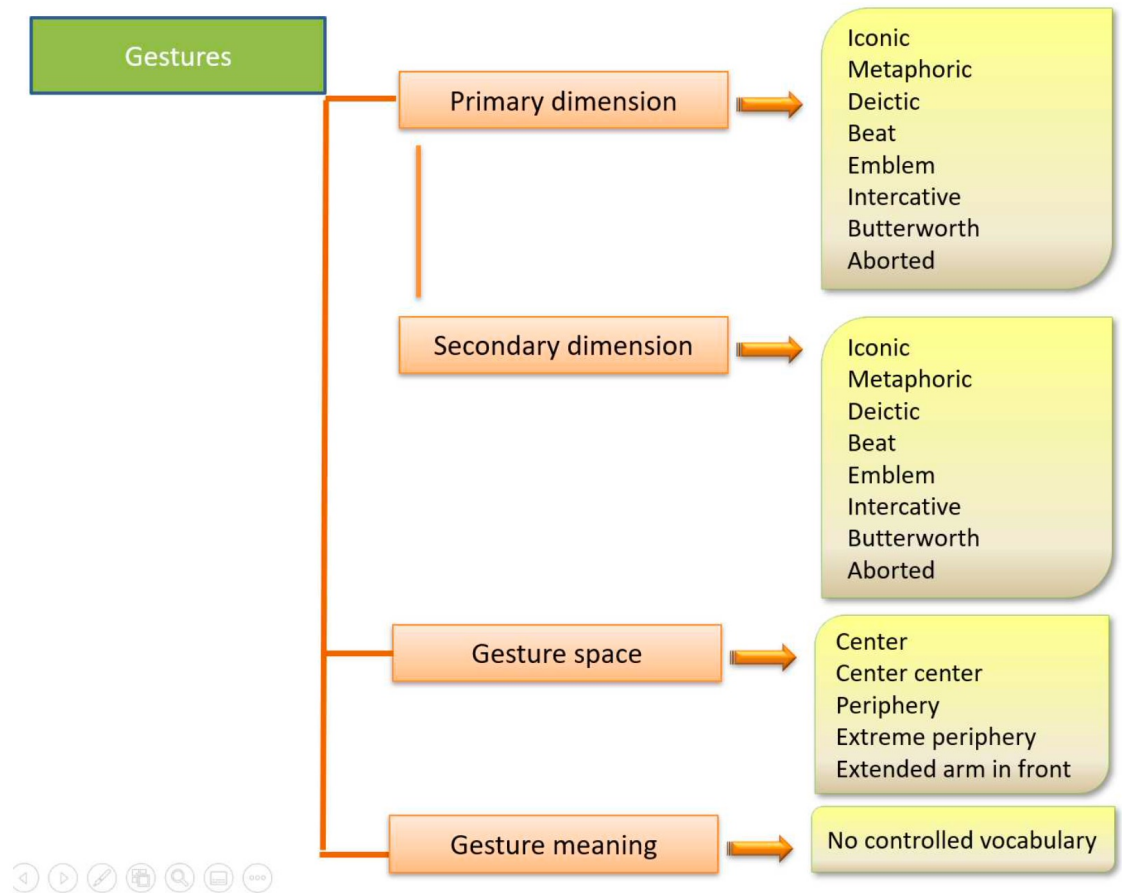 Gestures
Primary dimension
Iconic
Metaphoric
Deictic
Beat
Emblem
Intercative
Butterworth
Aborted
Secondary dimension
Iconic
Metaphoric
Deictic
Beat
Emblem
Intercative
Butterworth
Aborted
Gesture space
Center
Center center
Periphery
Extreme periphery
Extended arm in front
Gesture meaning
No controlled vocabulary